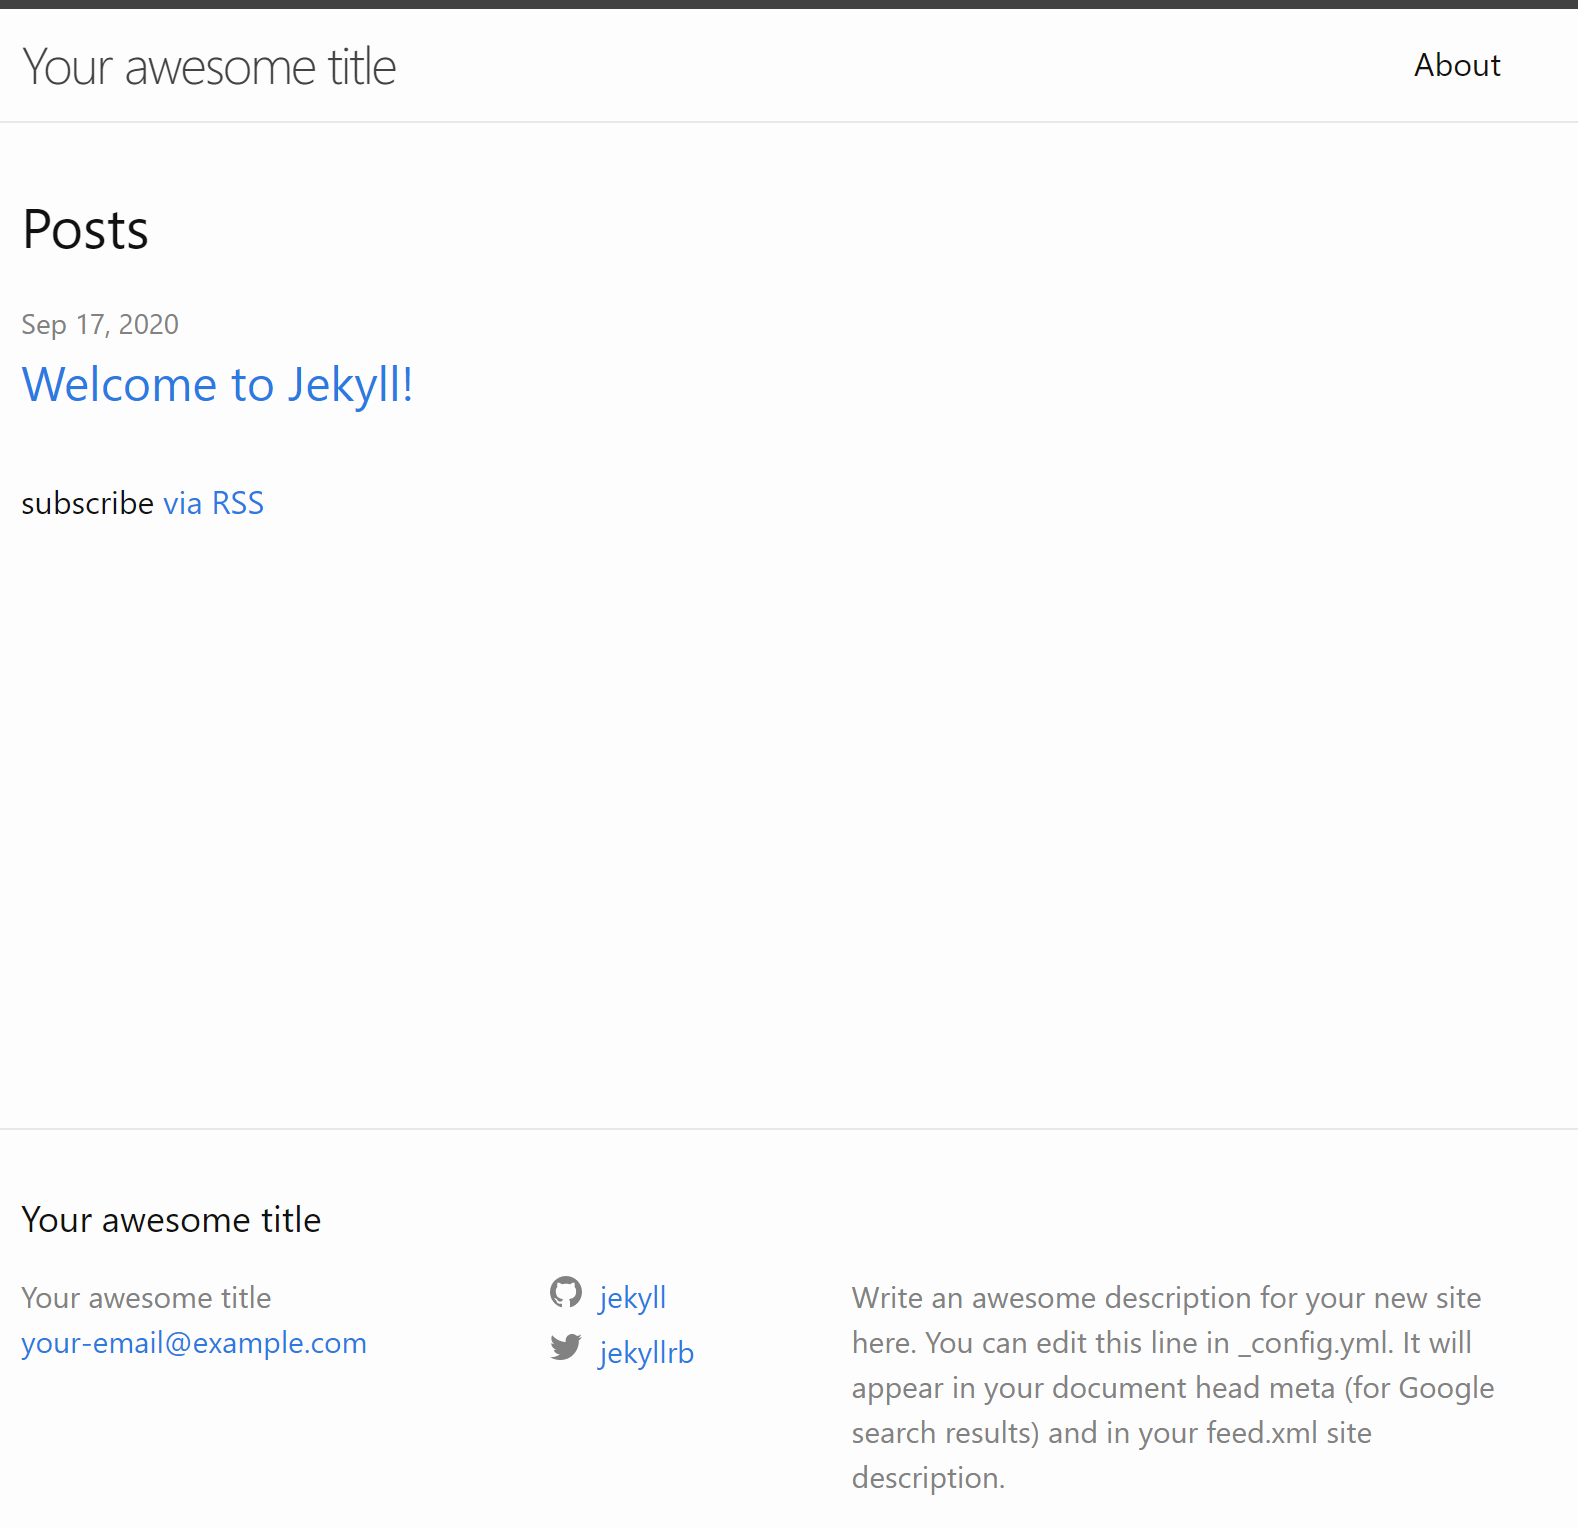 Your awesome title
About
Posts
Sep 17, 2020
Welcome to Jekyll!
subscribe via RSS
Your awesome title
Your awesome title
your-email@example.com
jekyll
jekyllrb
Write an awesome description for your new site
here. You can edit this line in _config.yml. It will
appear in your document head meta (for Google
search results) and in your feed.xml site
description.